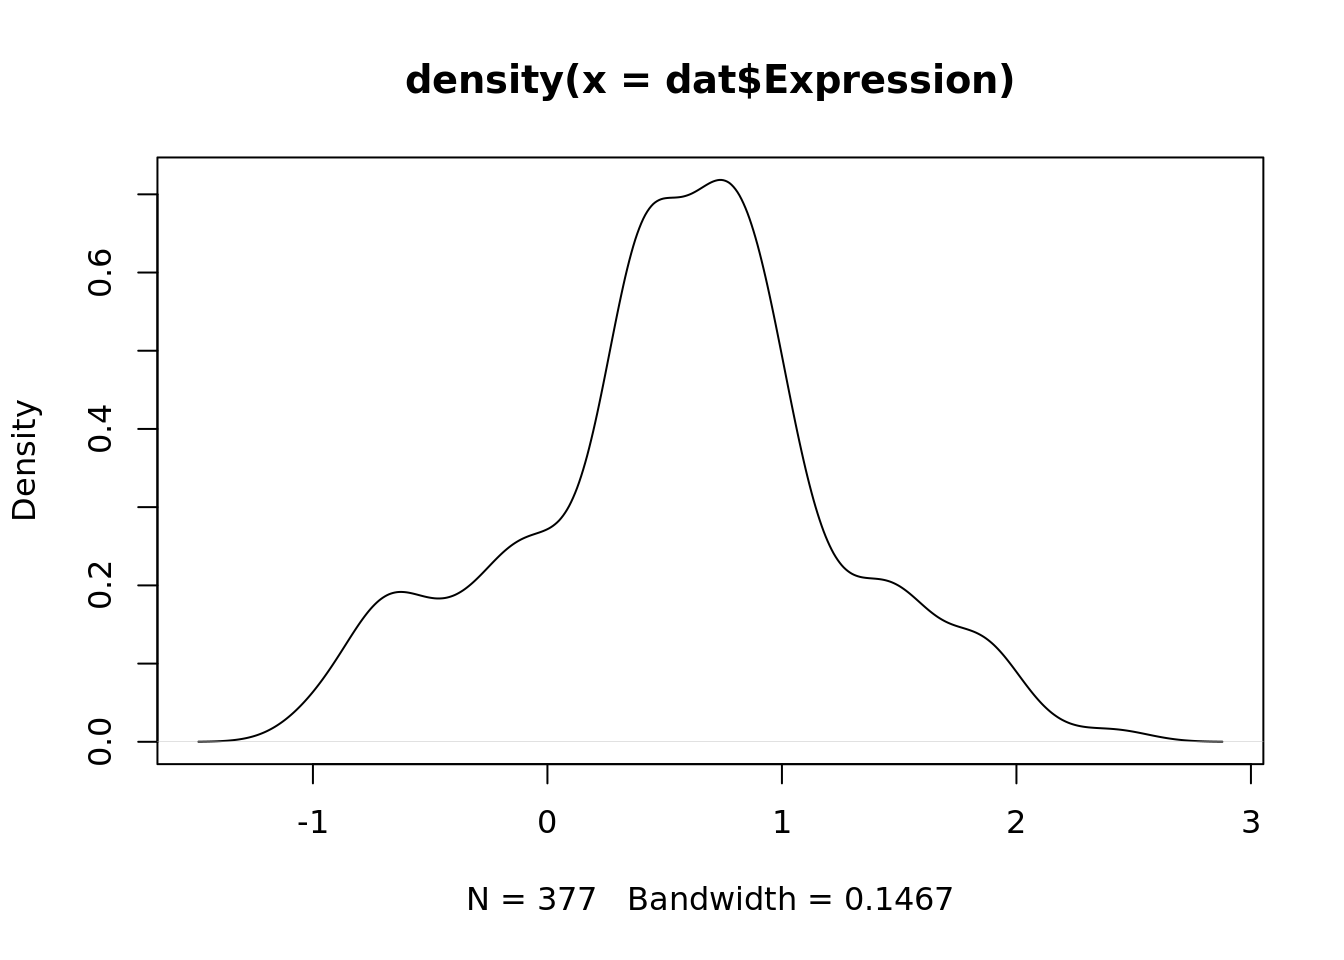 density(x = dat$Expression)
Density
0.6
0.4
0.2
0.0
-1 0 1 2 3
N = 377 Bandwidth = 0.1467